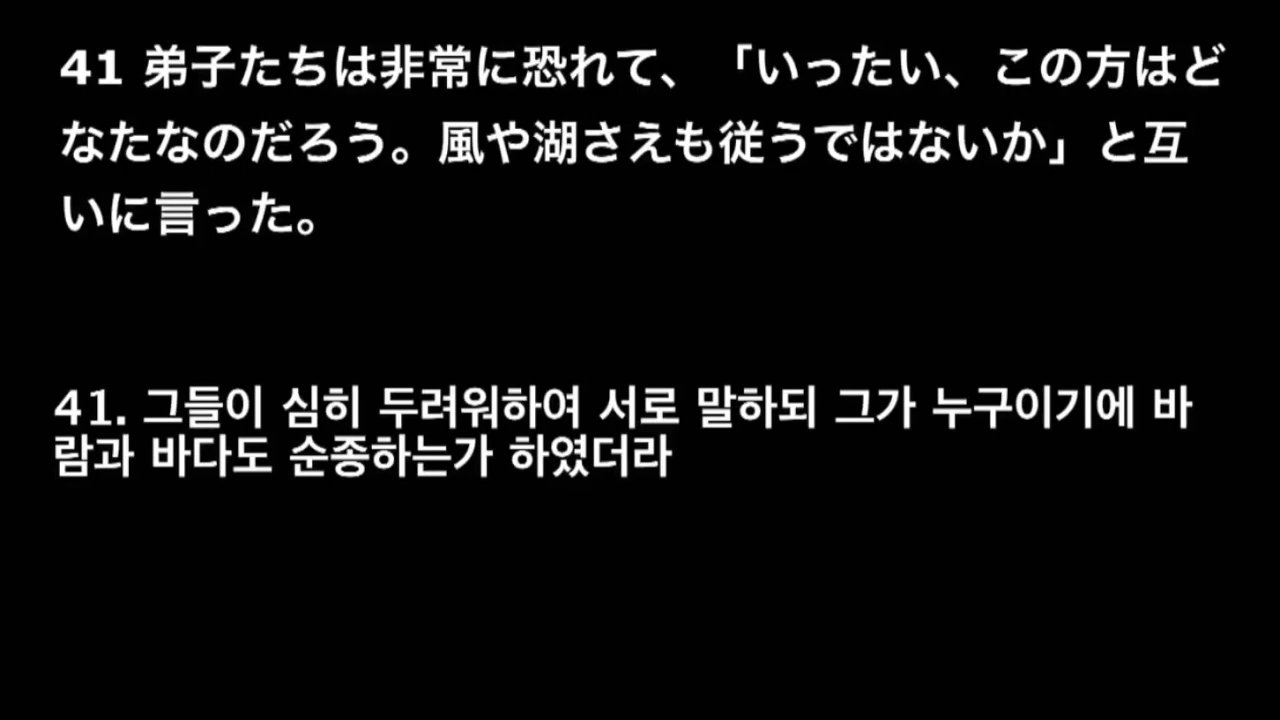 41 弟子たちは非常に恐れて、「いったい、この方はど
なたなのだろう。風や湖さえも従うではないか」と互
いに言った。
41. 그들이 심히 두려워하여 서로 말하되 그가 누구이기에 바
람과 바다도 순종하는가 하였더라